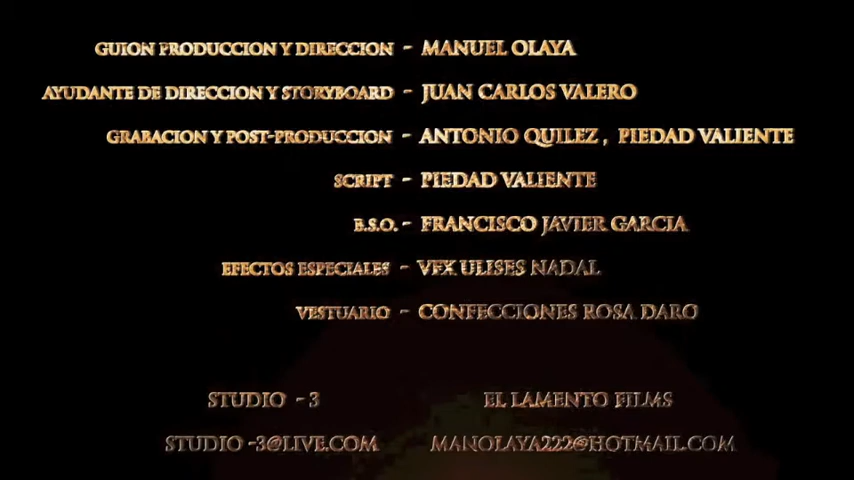 GUION PRODUCCION Y DIRECCION - MANUEL OLAYA
AYUDANTE DE DIRECCION Y STORYBOARD - JUAN CARLOS VALERO
GRABACION Y POST-PRODUCCION - ANTONIO QUILEZ , PIEDAD VALIENTE
SCRIPT - PIEDAD VALIENTE
B.S.O. - FRANCISCO JAVIER GARCIA
EFECTOS ESPECIALES - VFX ULISES NADAL
VESTUARIO - CONFECCIONES ROSA DARO
STUDIO -3 EL LAMENTO FILMS
STUDIO -3@LIVE.COM MANOLAYA222@HOTMAIL.COM